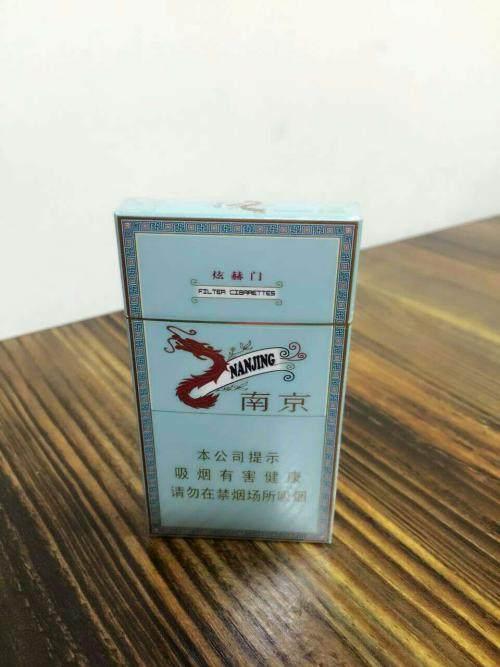 炫赫门
FILTER CIGARETTES
NANJING
南京
本公司提示
吸烟有害健康
请勿在禁烟场所吸烟